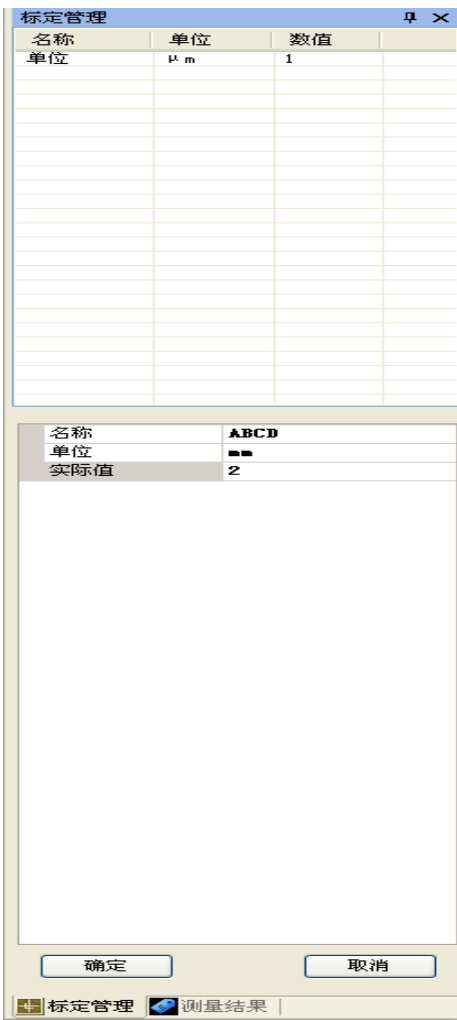 标定管理
名称 单位 数值
单位 μm 1
名称 ABCD
单位 mm
实际值 2
确定 取消
标定管理 测量结果